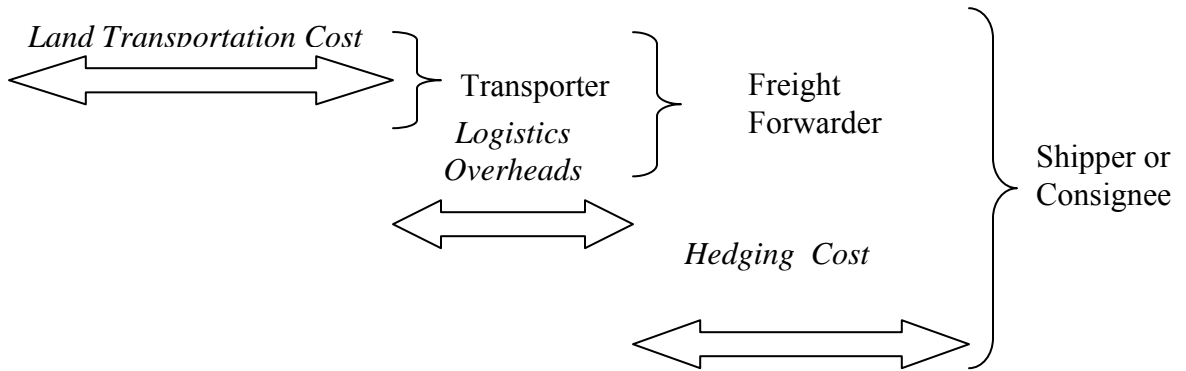 Land Transportation Cost
Transporter
Logistics
Overheads
Freight
Forwarder
Hedging Cost
Shipper or
Consignee